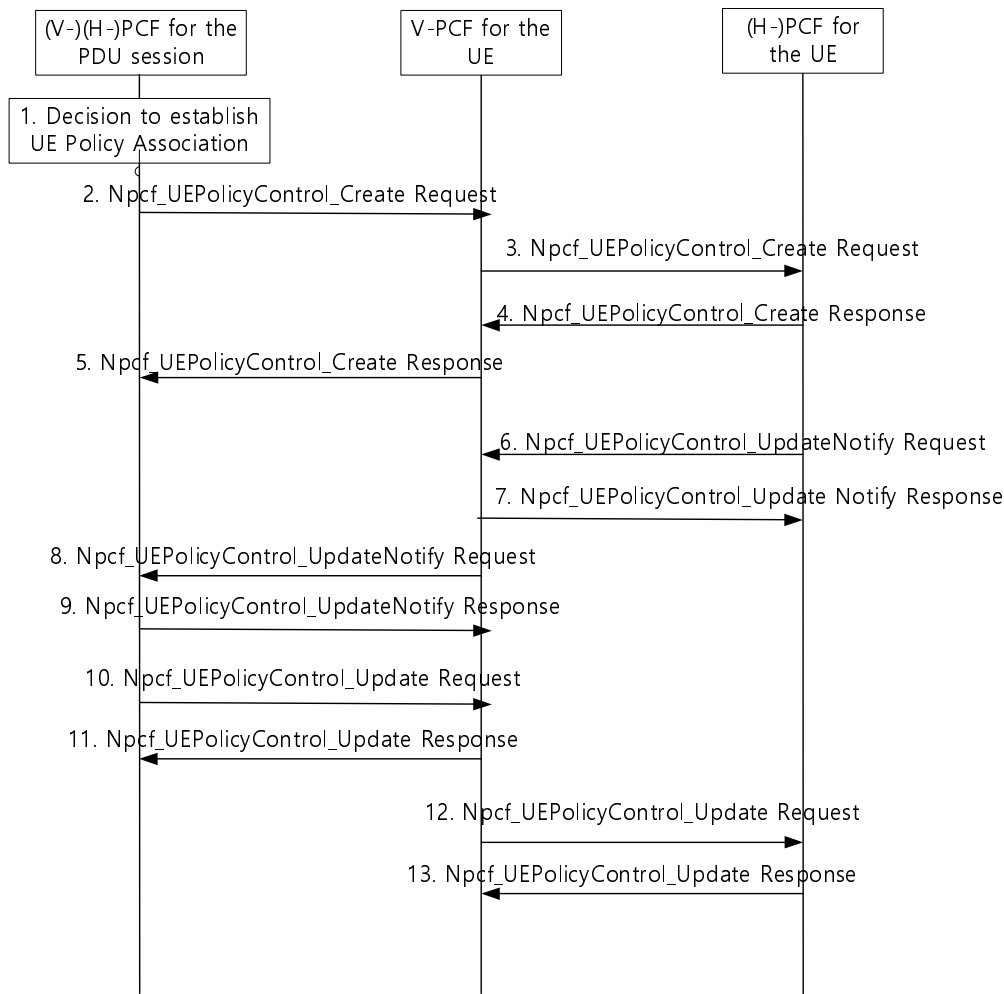 (V-)(H-)PCF for the
PDU session
V-PCF for the
UE
(H-)PCF for
the UE
1. Decision to establish
UE Policy Association
2. Npcf_UEPolicyControl_Create Request
3. Npcf_UEPolicyControl_Create Request
4. Npcf_UEPolicyControl_Create Response
5. Npcf_UEPolicyControl_Create Response
6. Npcf_UEPolicyControl_UpdateNotify Request
7. Npcf_UEPolicyControl_Update Notify Response
8. Npcf_UEPolicyControl_UpdateNotify Request
9. Npcf_UEPolicyControl_UpdateNotify Response
10. Npcf_UEPolicyControl_Update Request
11. Npcf_UEPolicyControl_Update Response
12. Npcf_UEPolicyControl_Update Request
13. Npcf_UEPolicyControl_Update Response